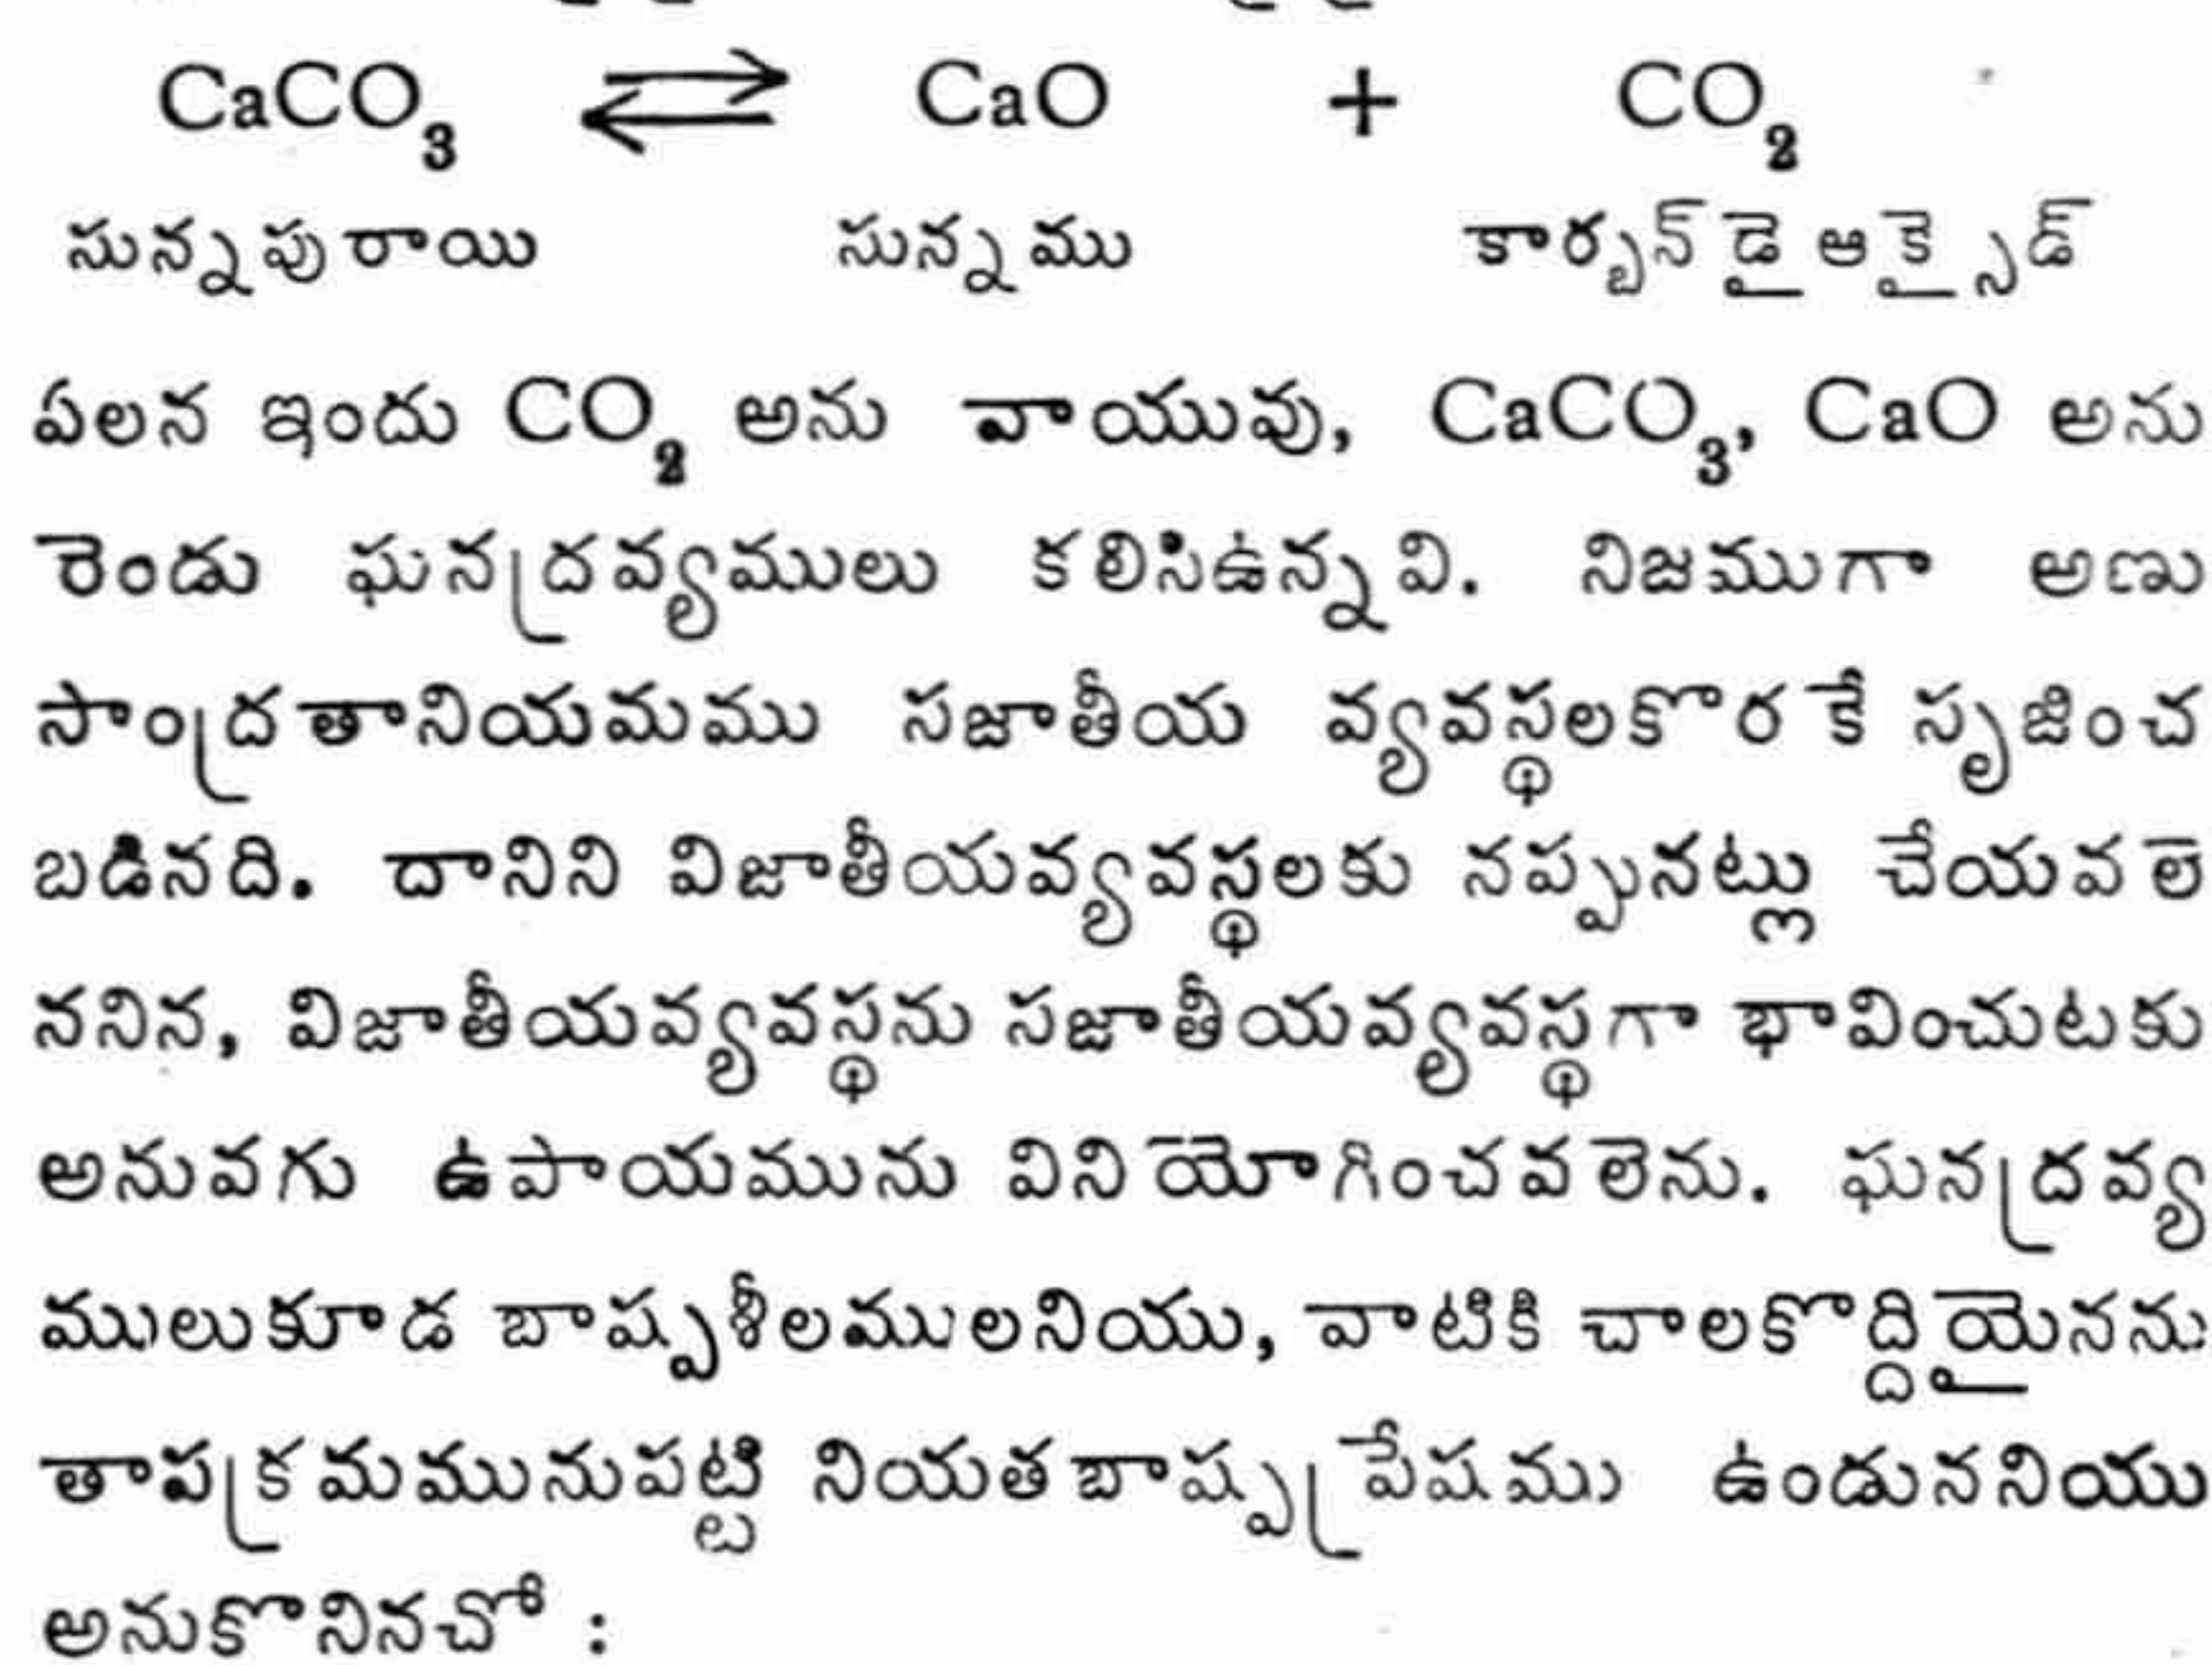 CaCO₃ ⇌ CaO + CO₂
సున్నపురాయి సున్నము కార్బన్ డై ఆక్సైడ్
ఏలన ఇందు CO₂ అను వాయువు, CaCO₃, CaO అను
రెండు ఘనద్రవ్యములు కలిసిఉన్నవి. నిజముగా అణు
సాంద్రతానియమము సజాతీయ వ్యవస్థలకొరకే సృజించ
బడినది. దానిని విజాతీయవ్యవస్థలకు నప్పునట్లు చేయవలె
ననిన, విజాతీయవ్యవస్థను సజాతీయవ్యవస్థగా భావించుటకు
అనువగు ఉపాయమును వినియోగించవలెను. ఘనద్రవ్య
ములుకూడ బాష్పశీలములనియు, వాటికి చాలకొద్దియైనను
తాపక్రమమునుపట్టి నియతబాష్పప్రేషము ఉండుననియు
అనుకొనినచో :